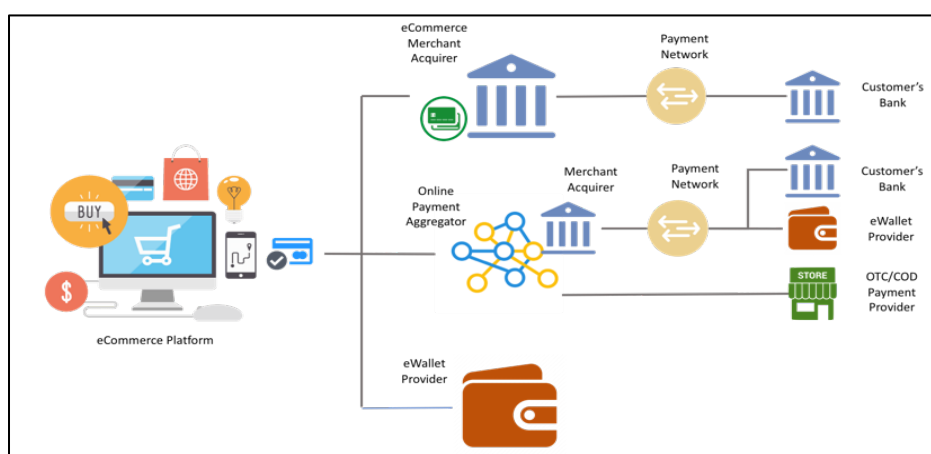 eCommerce
Merchant
Acquirer
Payment
Network
Customer's
Bank
BUY
Online
Payment
Aggregator
Merchant
Acquirer
Payment
Network
Customer's
Bank
eWallet
Provider
$
STORE
OTC/COD
Payment
Provider
eCommerce Platform
eWallet
Provider